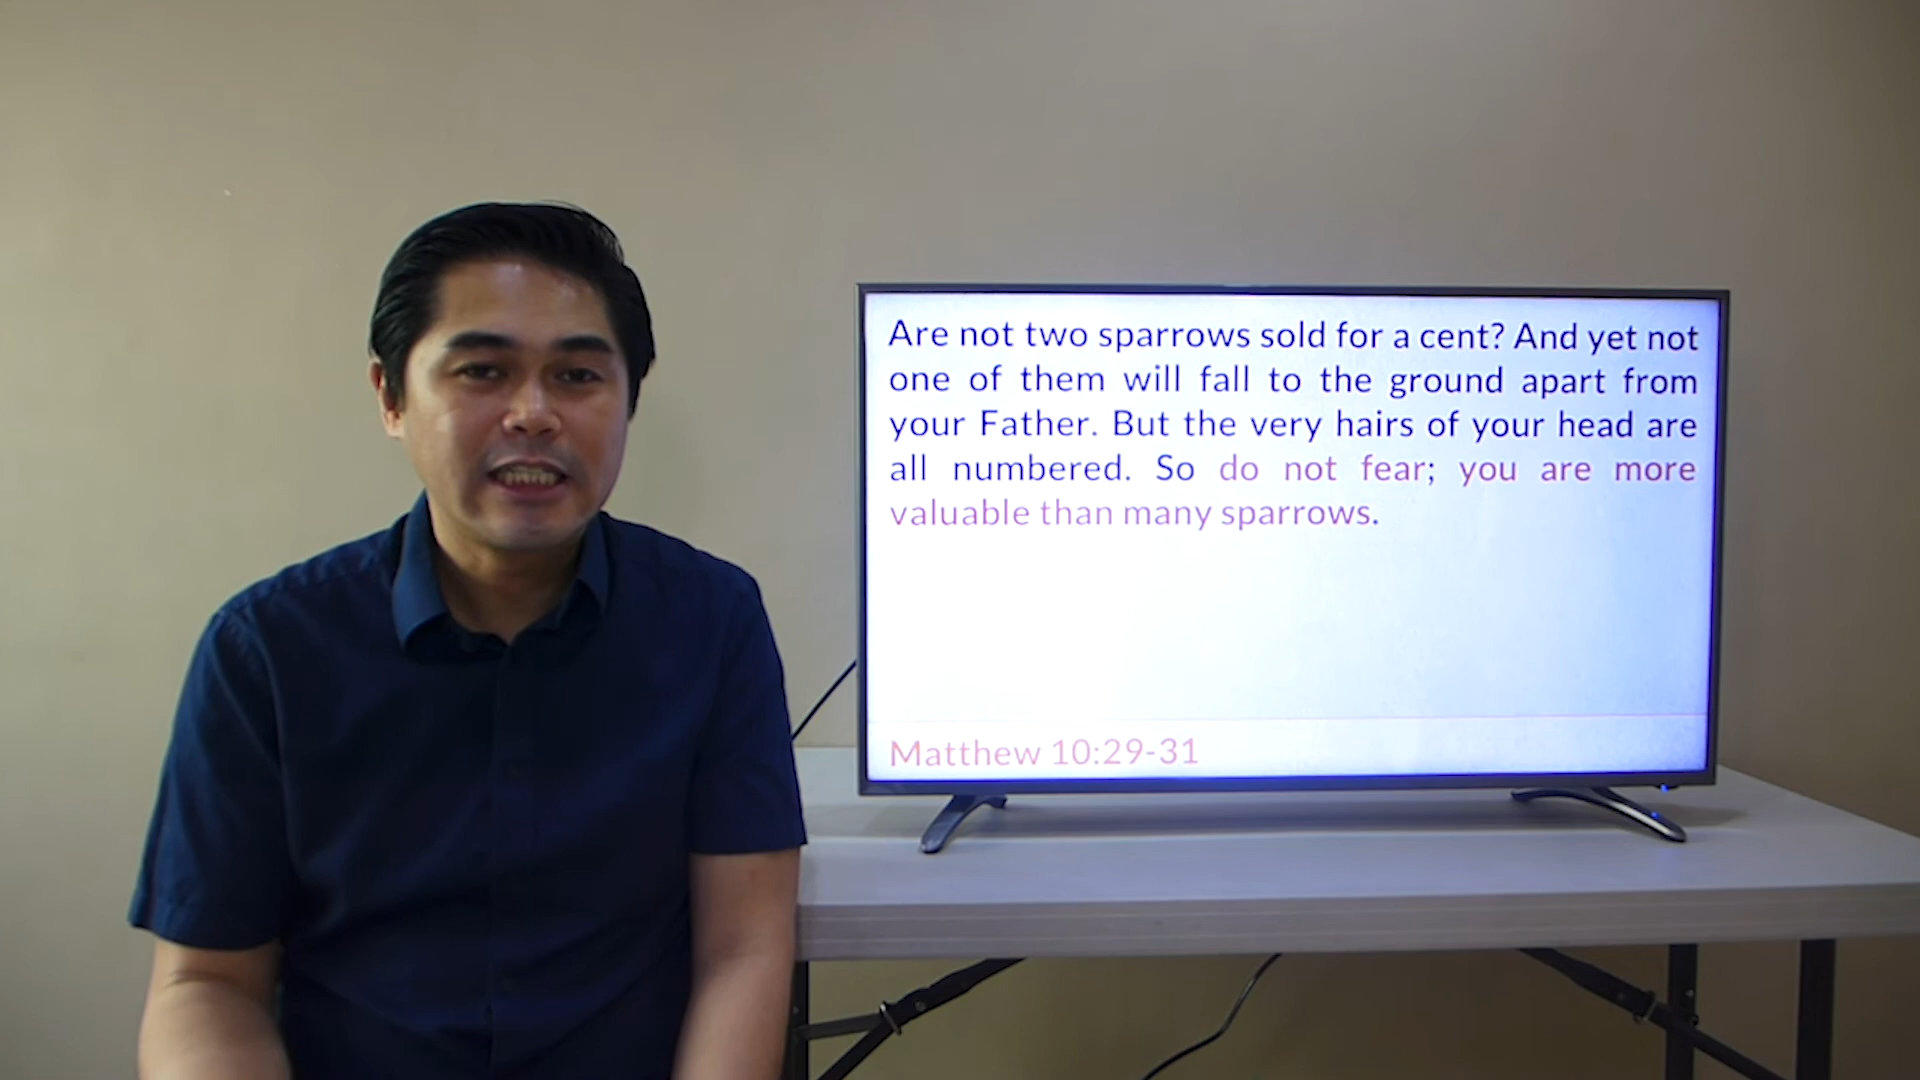 Are not two sparrows sold for a cent? And yet not
one of them will fall to the ground apart from
your Father. But the very hairs of your head are
all numbered. So do not fear; you are more
valuable than many sparrows.
Matthew 10:29-31